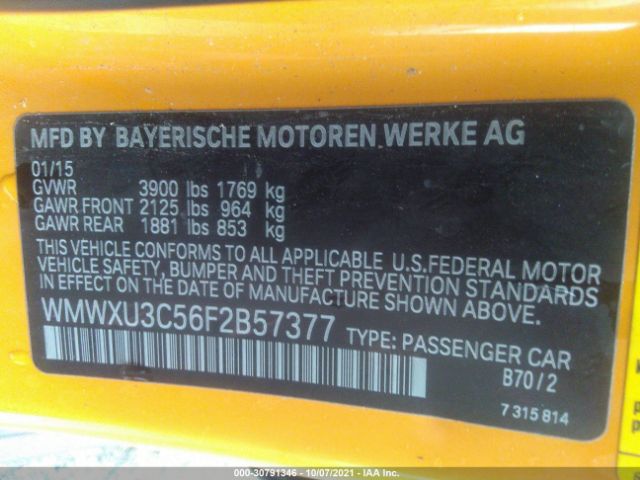 MFD BY BAYERISCHE MOTOREN WERKE AG
01/15
GVWR 3900 lbs 1769 kg
GAWR FRONT 2125 lbs 964 kg
GAWR REAR 1881 lbs 853 kg
THIS VEHICLE CONFORMS TO ALL APPLICABLE U.S. FEDERAL MOTOR
VEHICLE SAFETY, BUMPER AND THEFT PREVENTION STANDARDS
IN EFFECT ON THE DATE OF MANUFACTURE SHOWN ABOVE.
WMWXU3C56F2B57377 TYPE: PASSENGER CAR
B70/2
7 315 814
000-30791346 - 10/07/2021 - IAA Inc.